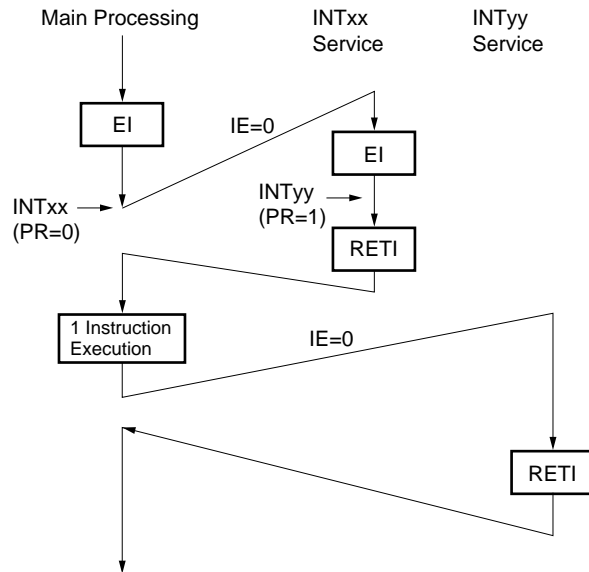 Main Processing
INTxx
Service
INTyy
Service
EI
IE=0
EI
INTxx
(PR=0)
INTyy
(PR=1)
RETI
1 Instruction
Execution
IE=0
RETI